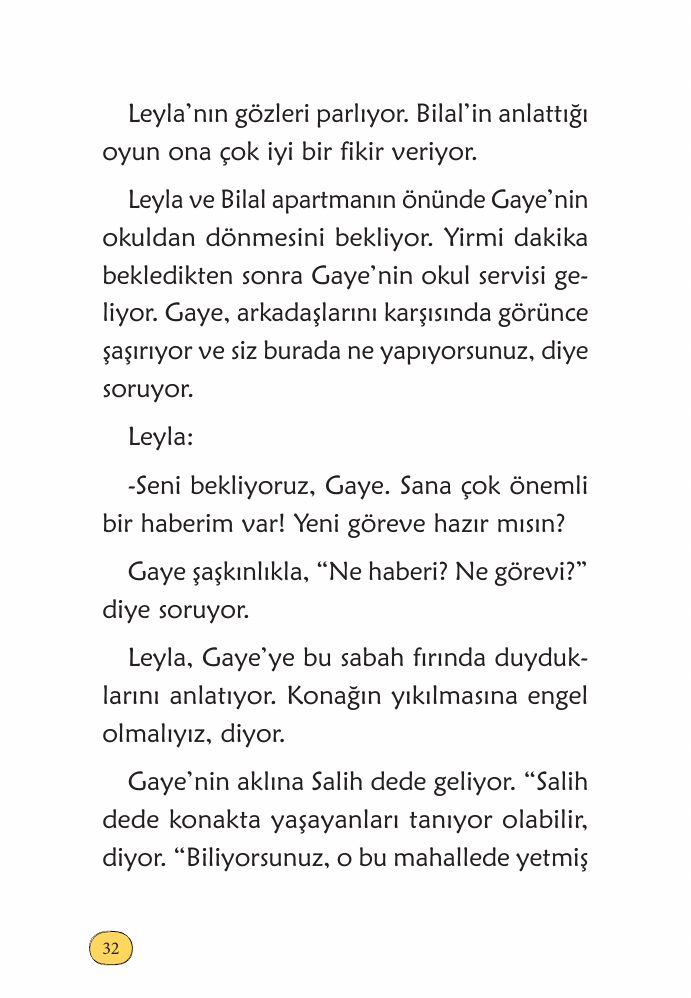 Leyla’nın gözleri parlıyor. Bilal’in anlattığı
oyun ona çok iyi bir fikir veriyor.
Leyla ve Bilal apartmanın önünde Gaye’nin
okuldan dönmesini bekliyor. Yirmi dakika
bekledikten sonra Gaye’nin okul servisi ge-
liyor. Gaye, arkadaşlarını karşısında görünce
şaşırıyor ve siz burada ne yapıyorsunuz, diye
soruyor.
Leyla:
-Seni bekliyoruz, Gaye. Sana çok önemli
bir haberim var! Yeni göreve hazır mısın?
Gaye şaşkınlıkla, “Ne haberi? Ne görevi?”
diye soruyor.
Leyla, Gaye’ye bu sabah fırında duyduk-
larını anlatıyor. Konağın yıkılmasına engel
olmalıyız, diyor.
Gaye’nin aklına Salih dede geliyor. “Salih
dede konakta yaşayanları tanıyor olabilir,
diyor. “Biliyorsunuz, o bu mahallede yetmiş
32